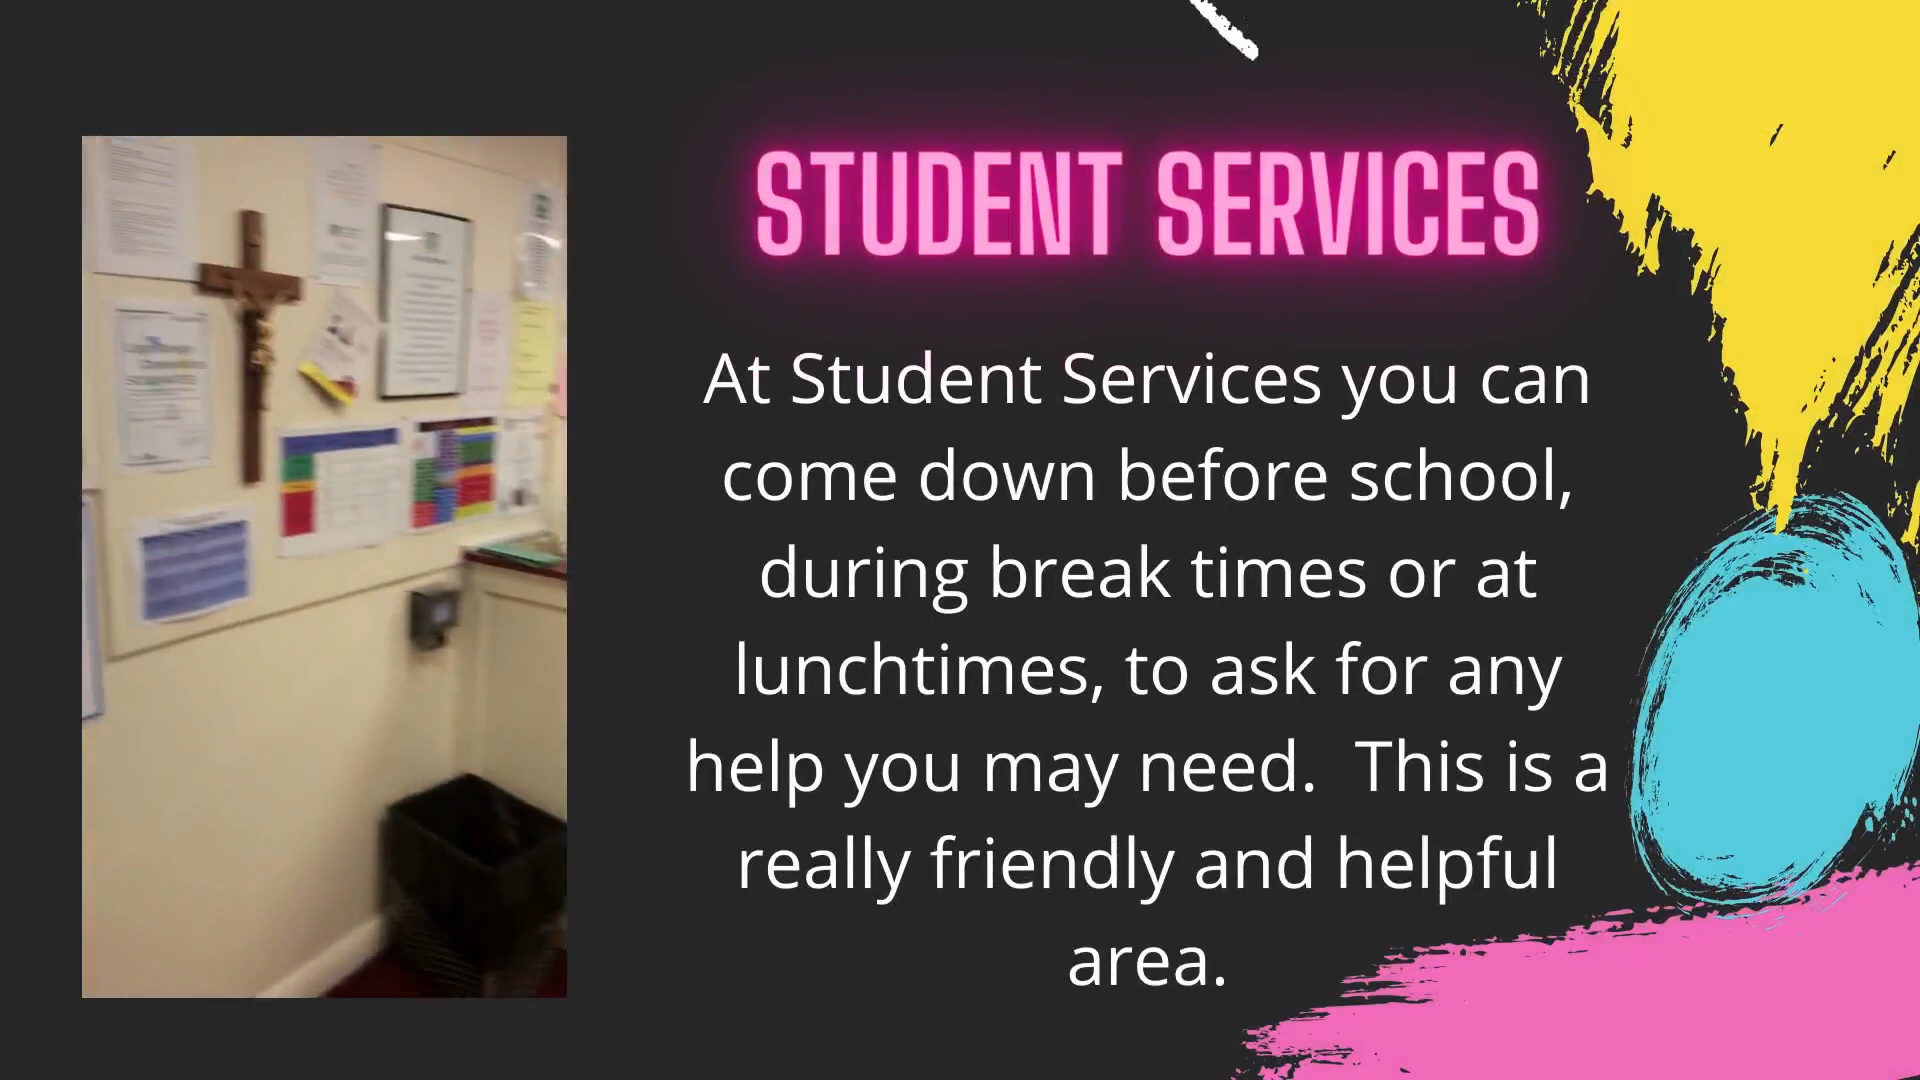 STUDENT SERVICES
At Student Services you can
come down before school,
during break times or at
lunchtimes, to ask for any
help you may need.  This is a
really friendly and helpful
area.